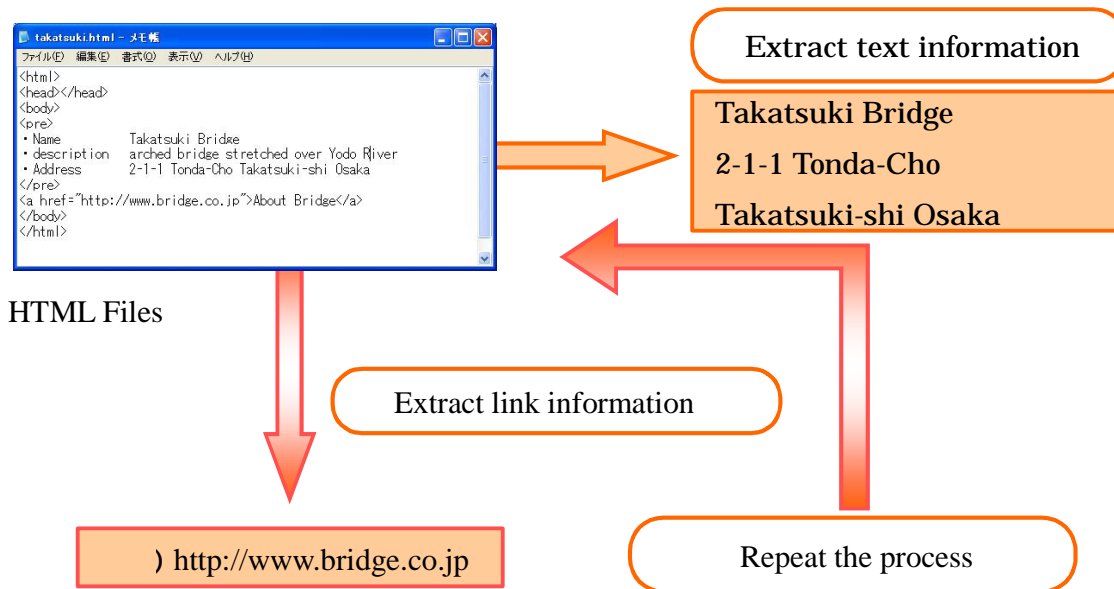 takatsuki.html - メモ帳
ファイル(F) 編集(E) 書式(O) 表示(V) ヘルプ(H)
<html>
<head></head>
<body>
<pre>
・Name Takatsuki Bridge
・description arched bridge stretched over Yodo River
・Address 2-1-1 Tonda-Cho Takatsuki-shi Osaka
</pre>
<a href="http://www.bridge.co.jp">About Bridge</a>
</body>
</html>
HTML Files
Extract text information
Takatsuki Bridge
2-1-1 Tonda-Cho
Takatsuki-shi Osaka
Extract link information
) http://www.bridge.co.jp
Repeat the process